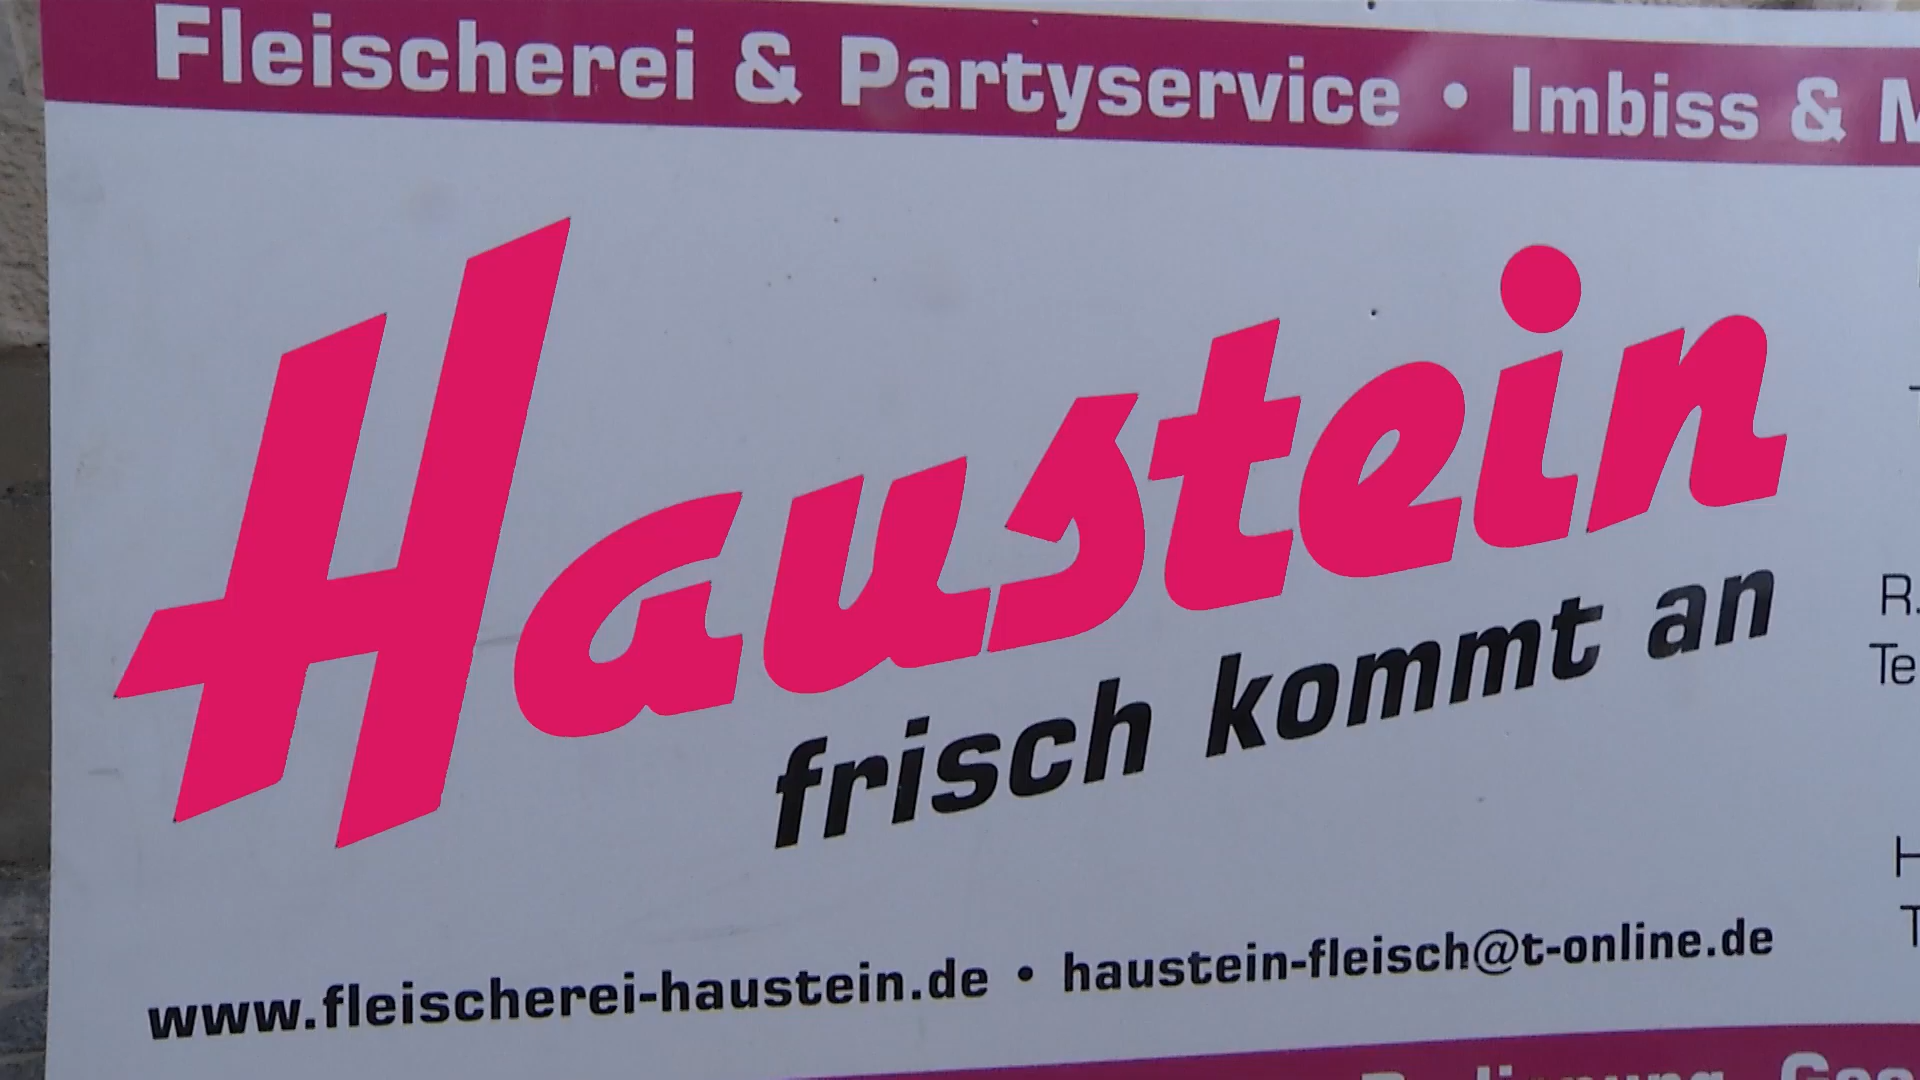 Fleischerei & Partyservice • Imbiss &
Haustein
frisch kommt an
R.
www.fleischerei-haustein.de • haustein-fleisch@t-online.de